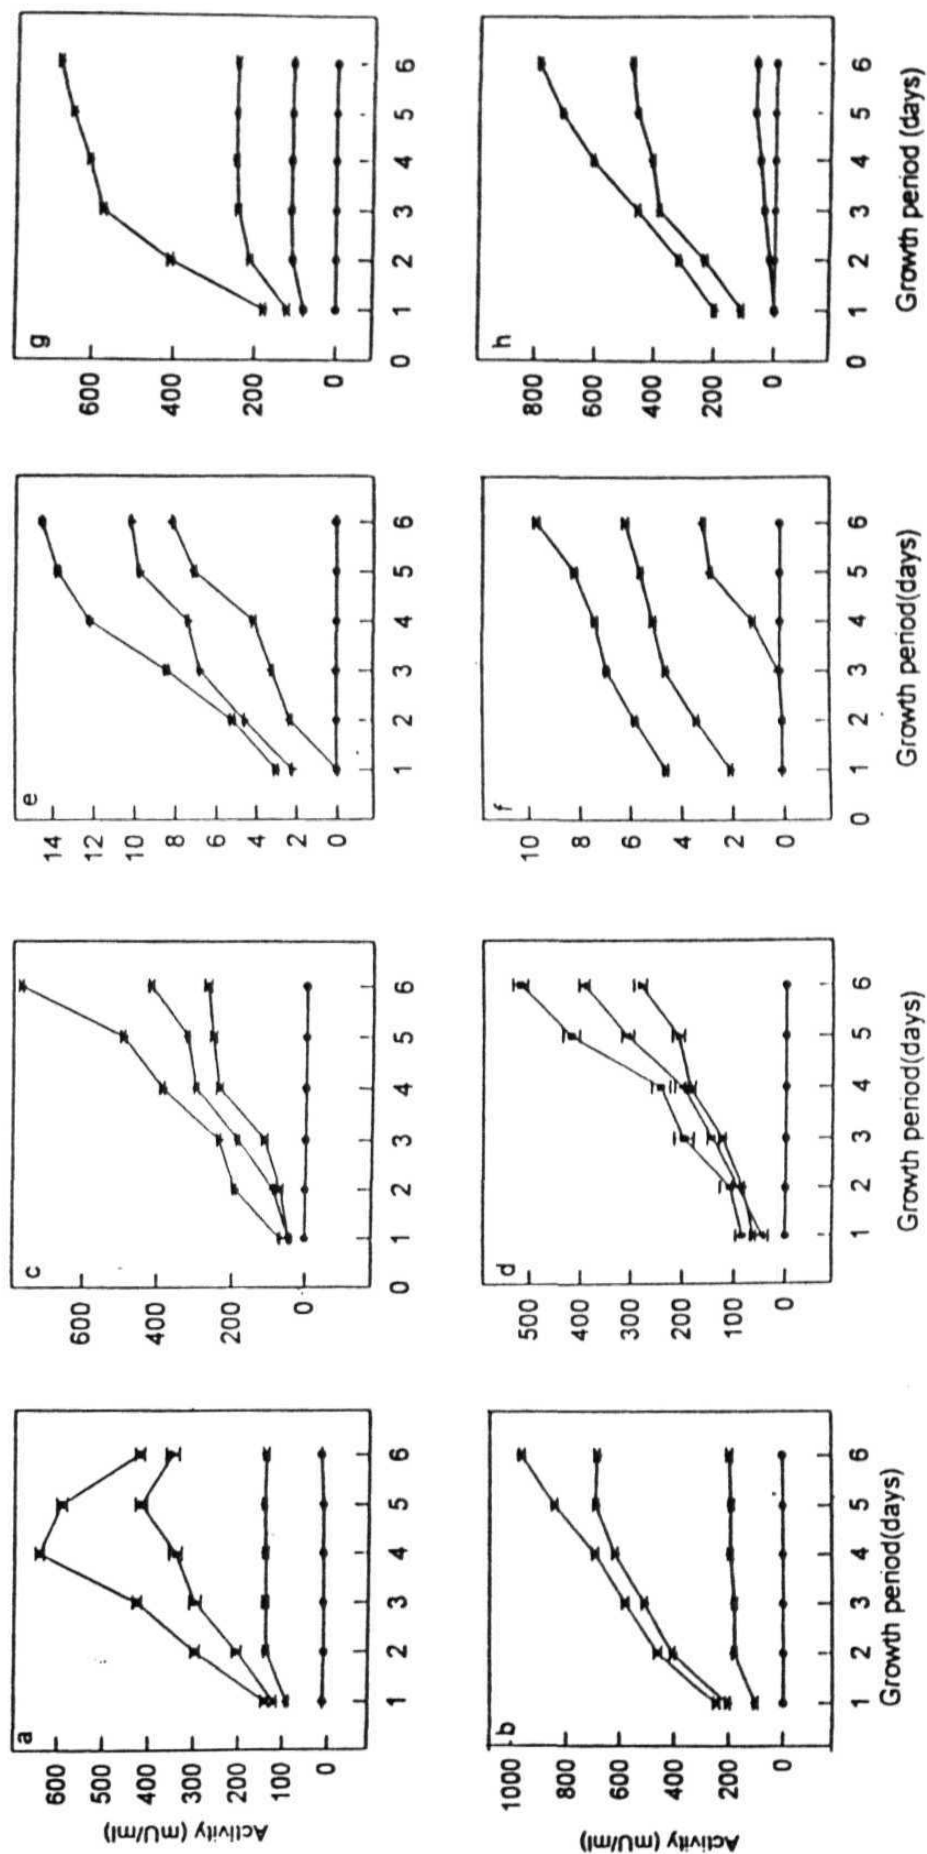 a
600
500
400
300
200
100
0
Activity (mU/ml)
1 2 3 4 5 6
c
600
400
200
0
0 1 2 3 4 5 6
e
14
12
10
8
6
4
2
0
1 2 3 4 5 6
g
600
400
200
0
0 1 2 3 4 5 6
b
1000
800
600
400
200
0
Activity (mU/ml)
1 2 3 4 5 6
Growth period(days)
d
500
400
300
200
100
0
1 2 3 4 5 6
Growth period(days)
f
10
8
6
4
2
0
0 1 2 3 4 5 6
Growth period(days)
h
800
600
400
200
0
0 1 2 3 4 5 6
Growth period (days)